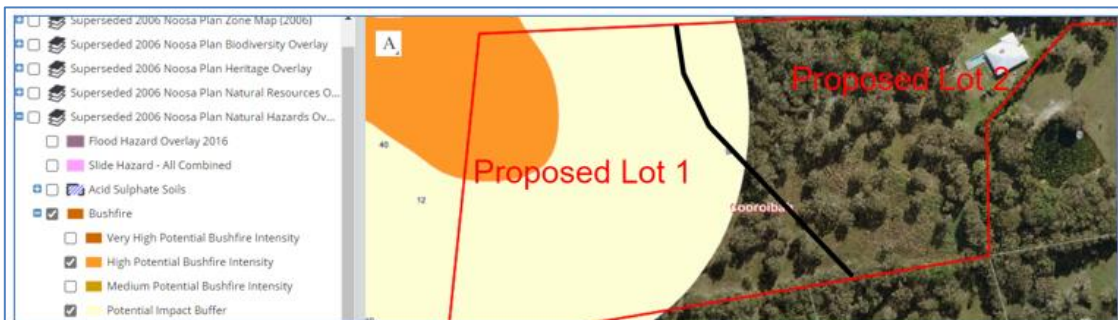 Superseded 2006 Noosa Plan Zone Map (2006)
Superseded 2006 Noosa Plan Biodiversity Overlay
Superseded 2006 Noosa Plan Heritage Overlay
Superseded 2006 Noosa Plan Natural Resources O...
Superseded 2006 Noosa Plan Natural Hazards Ov...
Flood Hazard Overlay 2016
Slide Hazard - All Combined
Acid Sulphate Soils
Bushfire
Very High Potential Bushfire Intensity
High Potential Bushfire Intensity
Medium Potential Bushfire Intensity
Potential Impact Buffer
A
Proposed Lot 2
40
Proposed Lot 1
12
Cooroibah